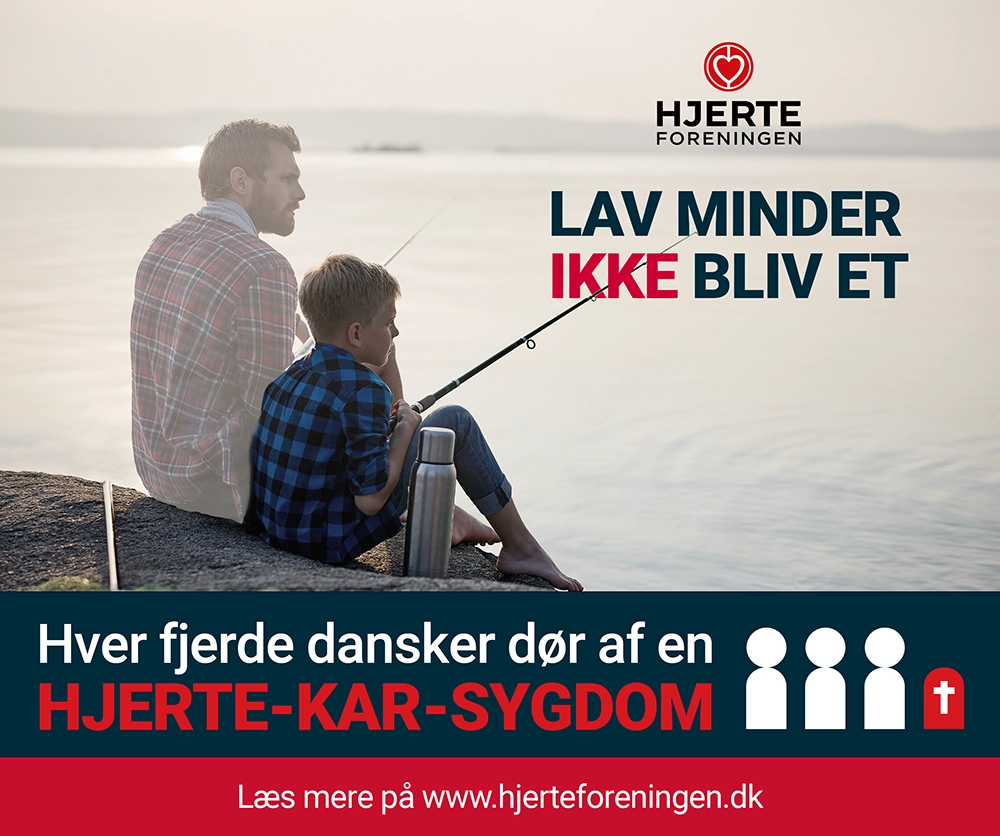 HJERTE
FORENINGEN
LAV MINDER
IKKE BLIV ET
Hver fjerde dansker dør af en
HJERTE-KAR-SYGDOM
Læs mere på www.hjerteforeningen.dk